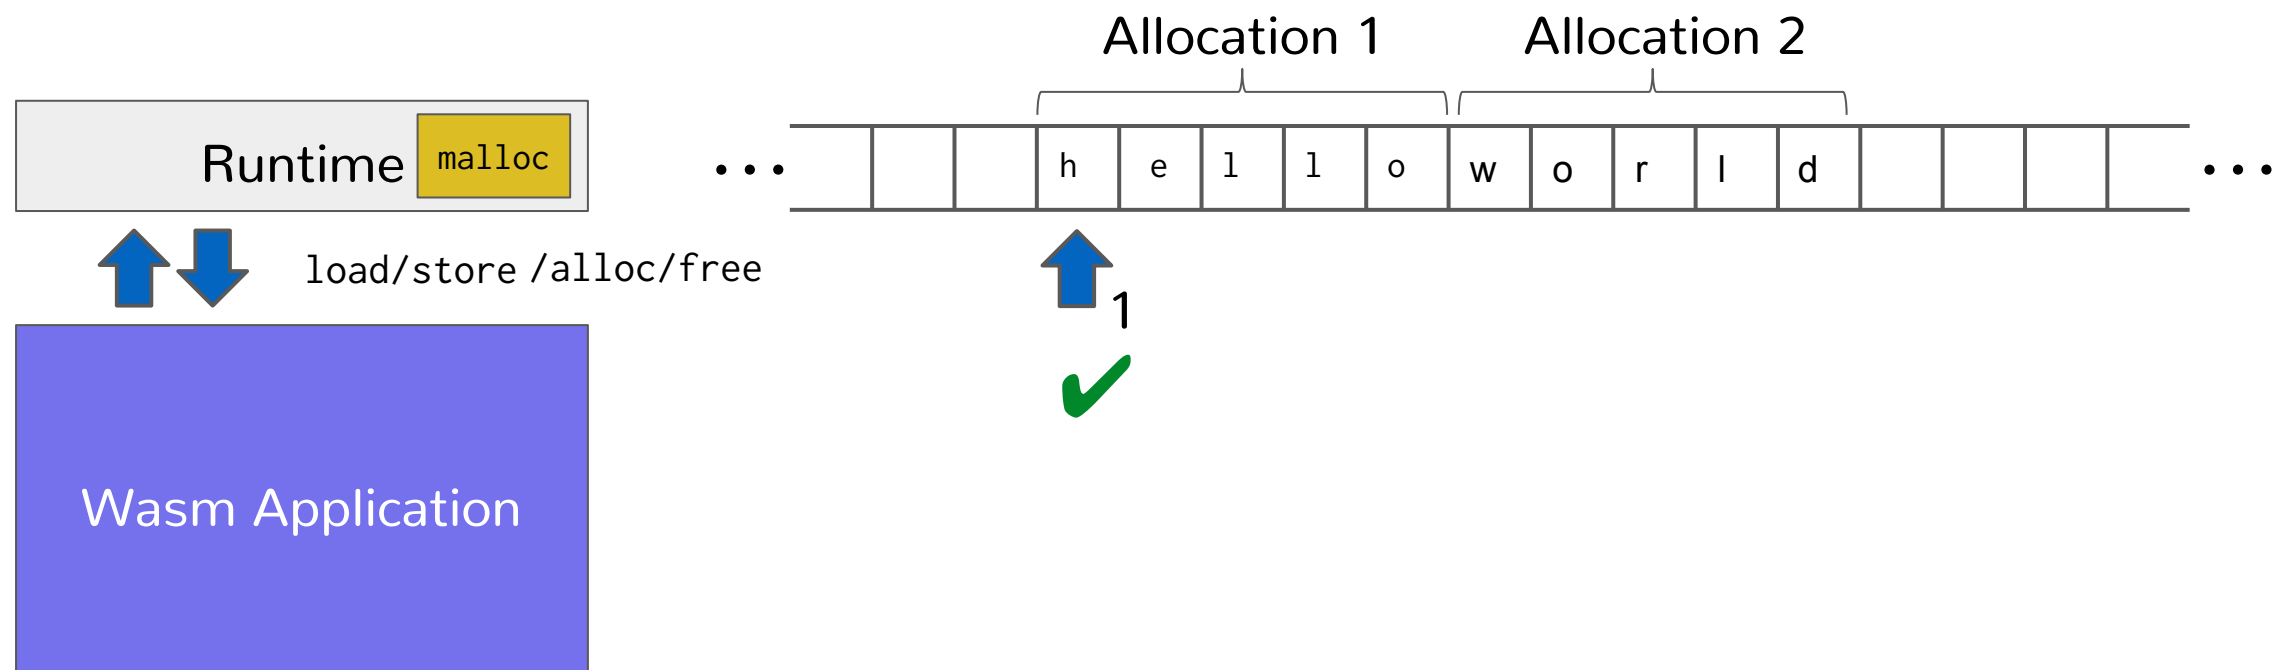 Allocation 1 Allocation 2
Runtime malloc ... h e l l o w o r l d ...
load/store /alloc/free
1
Wasm Application